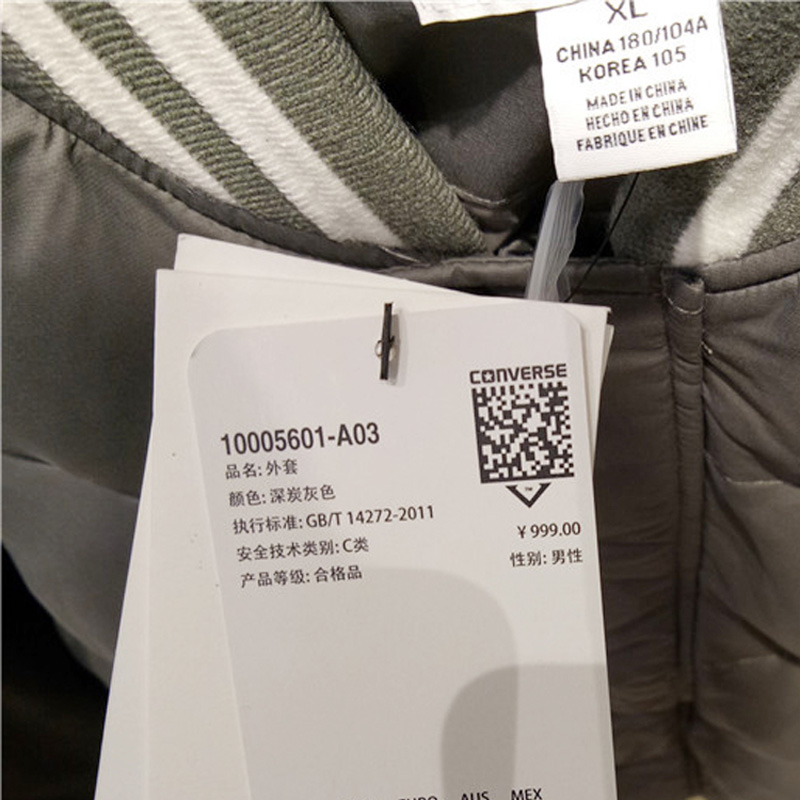 XL
CHINA 180/104A
KOREA 105
MADE IN CHINA
HECHO EN CHINA
FABRIQUE EN CHINE
CONVERSE
10005601-A03
品名: 外套
颜色: 深炭灰色
执行标准: GB/T 14272-2011
安全技术类别: C类
产品等级: 合格品
¥ 999.00
性别: 男性
EURO AUS MEX